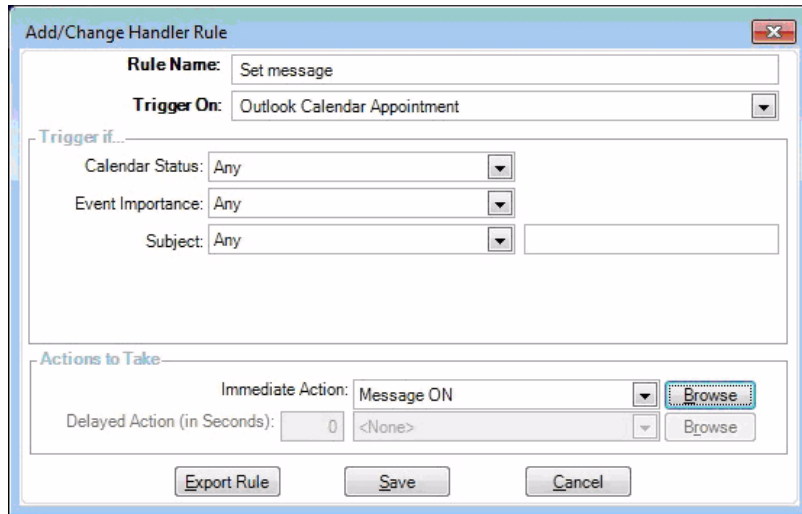 Add/Change Handler Rule
Rule Name: Set message
Trigger On: Outlook Calendar Appointment
Trigger if...
Calendar Status: Any
Event Importance: Any
Subject: Any
Actions to Take
Immediate Action: Message ON Browse
Delayed Action (in Seconds): 0 <None> Browse
Export Rule Save Cancel